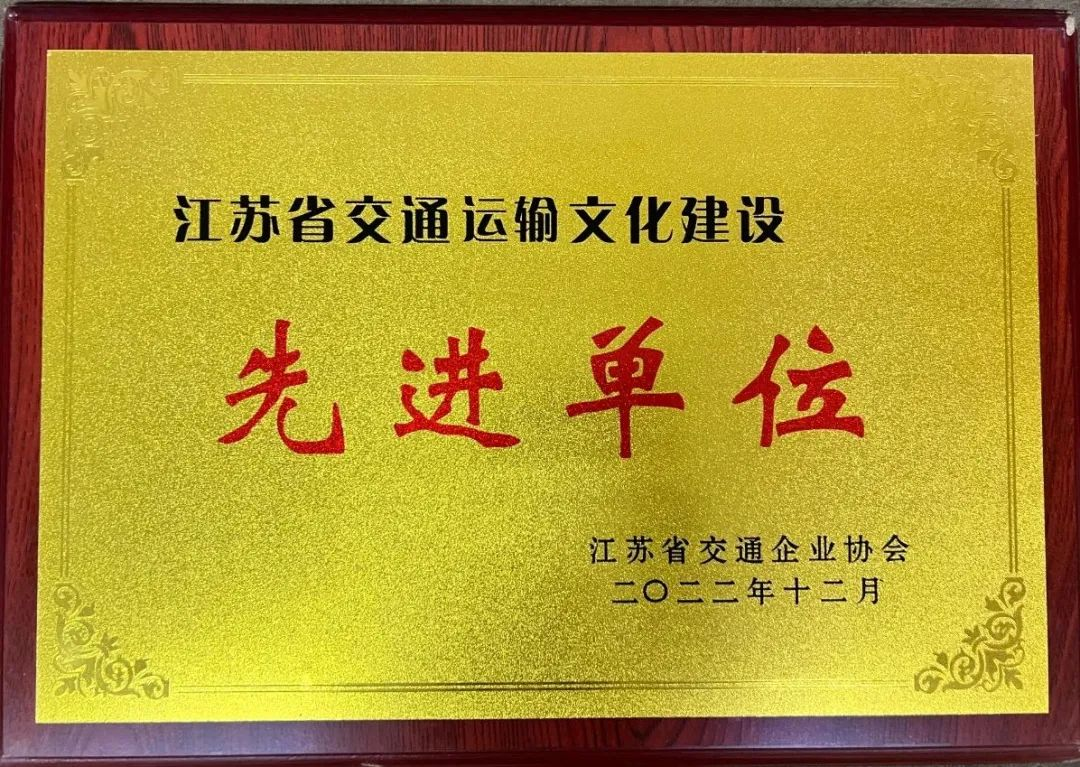 江苏省交通运输文化建设
先进单位
江苏省交通企业协会
二〇二二年十二月